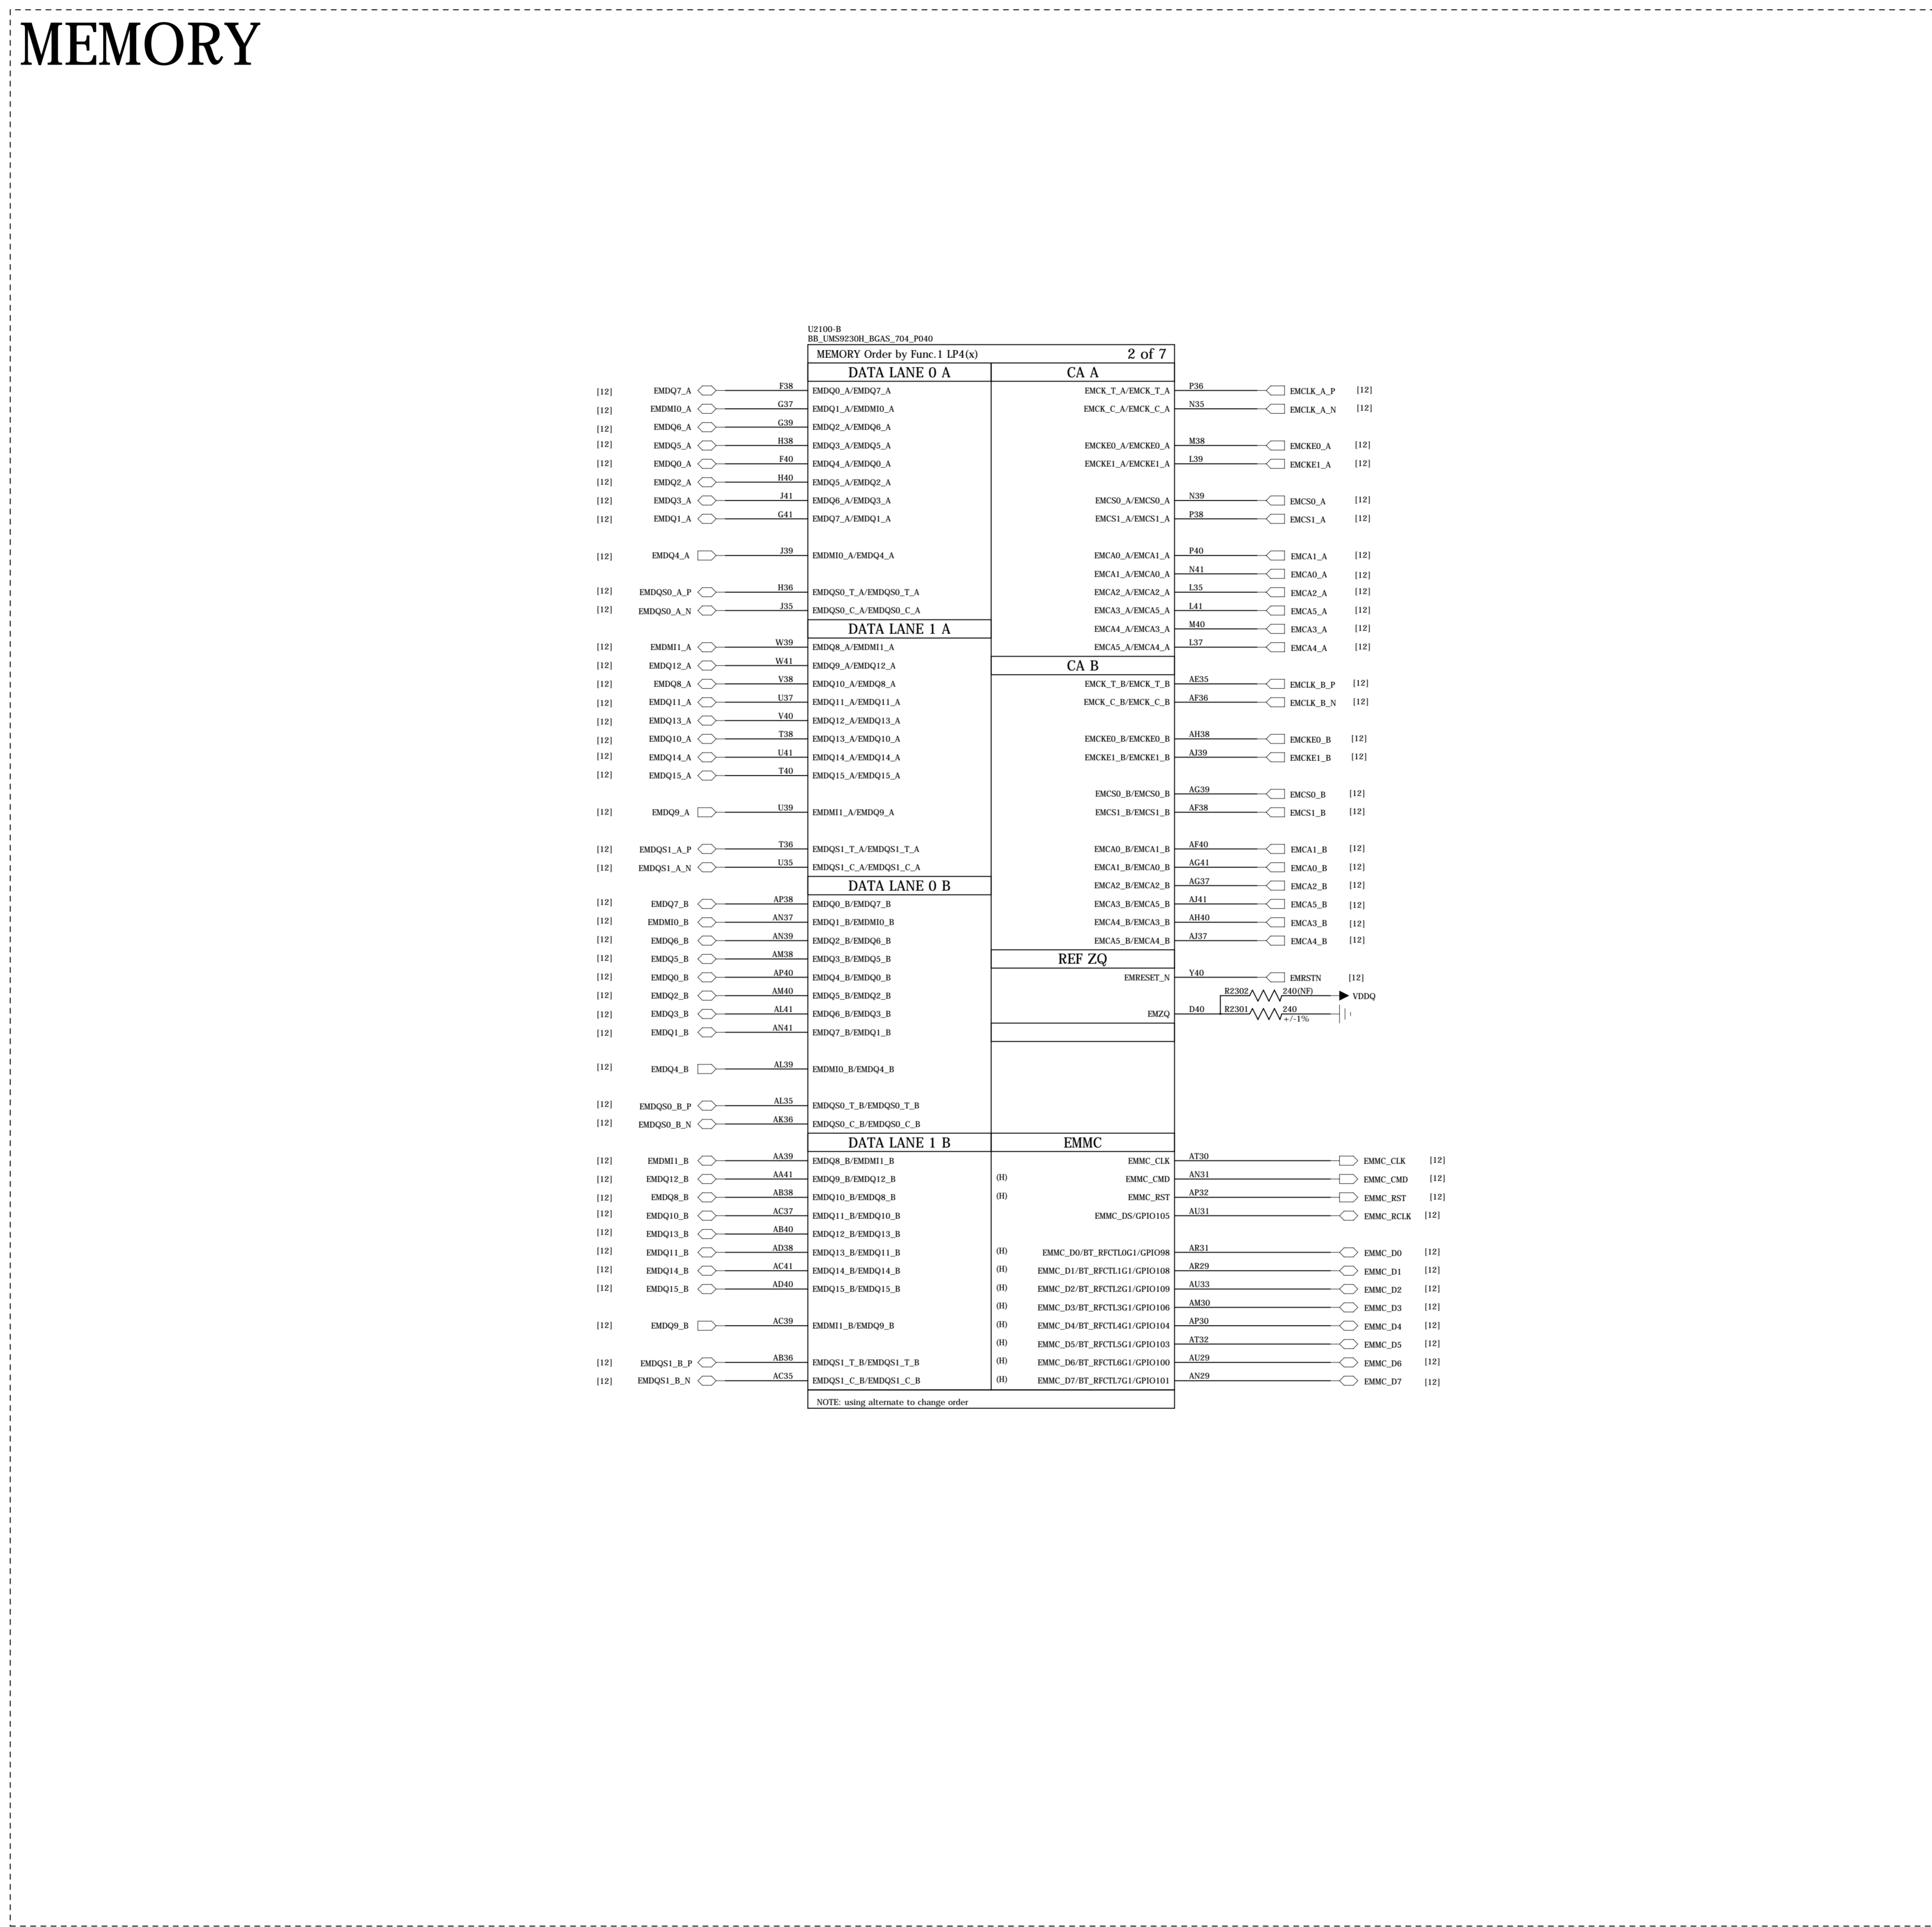 MEMORY
U2100-B
BB_UMS9230H_BGAS_704_P040
MEMORY Order by Func.1 LP4(x) 2 of 7
DATA LANE 0 A CA A
[12] EMDQ7_A F38 EMDQ0_A/EMDQ7_A EMCK_T_A/EMCK_T_A P36 EMCLK_A_P [12]
[12] EMDMI0_A G37 EMDQ1_A/EMDMI0_A EMCK_C_A/EMCK_C_A N35 EMCLK_A_N [12]
[12] EMDQ6_A G39 EMDQ2_A/EMDQ6_A
[12] EMDQ5_A H38 EMDQ3_A/EMDQ5_A EMCKE0_A/EMCKE0_A M38 EMCKE0_A [12]
[12] EMDQ0_A F40 EMDQ4_A/EMDQ0_A EMCKE1_A/EMCKE1_A L39 EMCKE1_A [12]
[12] EMDQ2_A H40 EMDQ5_A/EMDQ2_A
[12] EMDQ3_A J41 EMDQ6_A/EMDQ3_A EMCS0_A/EMCS0_A N39 EMCS0_A [12]
[12] EMDQ1_A G41 EMDQ7_A/EMDQ1_A EMCS1_A/EMCS1_A P38 EMCS1_A [12]
[12] EMDQ4_A J39 EMDMI0_A/EMDQ4_A EMCA0_A/EMCA1_A P40 EMCA1_A [12]
EMCA1_A/EMCA0_A N41 EMCA0_A [12]
[12] EMDQS0_A_P H36 EMDQS0_T_A/EMDQS0_T_A EMCA2_A/EMCA2_A L35 EMCA2_A [12]
[12] EMDQS0_A_N J35 EMDQS0_C_A/EMDQS0_C_A EMCA3_A/EMCA5_A L41 EMCA5_A [12]
DATA LANE 1 A EMCA4_A/EMCA3_A M40 EMCA3_A [12]
[12] EMDMI1_A W39 EMDQ8_A/EMDMI1_A EMCA5_A/EMCA4_A L37 EMCA4_A [12]
[12] EMDQ12_A W41 EMDQ9_A/EMDQ12_A CA B
[12] EMDQ8_A V38 EMDQ10_A/EMDQ8_A EMCK_T_B/EMCK_T_B AE35 EMCLK_B_P [12]
[12] EMDQ11_A U37 EMDQ11_A/EMDQ11_A EMCK_C_B/EMCK_C_B AF36 EMCLK_B_N [12]
[12] EMDQ13_A V40 EMDQ12_A/EMDQ13_A
[12] EMDQ10_A T38 EMDQ13_A/EMDQ10_A EMCKE0_B/EMCKE0_B AH38 EMCKE0_B [12]
[12] EMDQ14_A U41 EMDQ14_A/EMDQ14_A EMCKE1_B/EMCKE1_B AJ39 EMCKE1_B [12]
[12] EMDQ15_A T40 EMDQ15_A/EMDQ15_A
EMCS0_B/EMCS0_B AG39 EMCS0_B [12]
[12] EMDQ9_A U39 EMDMI1_A/EMDQ9_A EMCS1_B/EMCS1_B AF38 EMCS1_B [12]
[12] EMDQS1_A_P T36 EMDQS1_T_A/EMDQS1_T_A EMCA0_B/EMCA1_B AF40 EMCA1_B [12]
[12] EMDQS1_A_N U35 EMDQS1_C_A/EMDQS1_C_A EMCA1_B/EMCA0_B AG41 EMCA0_B [12]
DATA LANE 0 B EMCA2_B/EMCA2_B AG37 EMCA2_B [12]
[12] EMDQ7_B AP38 EMDQ0_B/EMDQ7_B EMCA3_B/EMCA5_B AJ41 EMCA5_B [12]
[12] EMDMI0_B AN37 EMDQ1_B/EMDMI0_B EMCA4_B/EMCA3_B AH40 EMCA3_B [12]
[12] EMDQ6_B AN39 EMDQ2_B/EMDQ6_B EMCA5_B/EMCA4_B AJ37 EMCA4_B [12]
[12] EMDQ5_B AM38 EMDQ3_B/EMDQ5_B REF ZQ
[12] EMDQ0_B AP40 EMDQ4_B/EMDQ0_B EMRESET_N Y40 EMRSTN [12]
[12] EMDQ2_B AM40 EMDQ5_B/EMDQ2_B R2302 240(NF) VDDQ
[12] EMDQ3_B AL41 EMDQ6_B/EMDQ3_B EMZQ D40 R2301 240
+/-1%
[12] EMDQ1_B AN41 EMDQ7_B/EMDQ1_B
[12] EMDQ4_B AL39 EMDMI0_B/EMDQ4_B
[12] EMDQS0_B_P AL35 EMDQS0_T_B/EMDQS0_T_B
[12] EMDQS0_B_N AK36 EMDQS0_C_B/EMDQS0_C_B
DATA LANE 1 B EMMC
[12] EMDMI1_B AA39 EMDQ8_B/EMDMI1_B EMMC_CLK AT30 EMMC_CLK [12]
[12] EMDQ12_B AA41 EMDQ9_B/EMDQ12_B (H) EMMC_CMD AN31 EMMC_CMD [12]
[12] EMDQ8_B AB38 EMDQ10_B/EMDQ8_B (H) EMMC_RST AP32 EMMC_RST [12]
[12] EMDQ10_B AC37 EMDQ11_B/EMDQ10_B EMMC_DS/GPIO105 AU31 EMMC_RCLK [12]
[12] EMDQ13_B AB40 EMDQ12_B/EMDQ13_B
[12] EMDQ11_B AD38 EMDQ13_B/EMDQ11_B (H) EMMC_D0/BT_RFCTL0G1/GPIO98 AR31 EMMC_D0 [12]
[12] EMDQ14_B AC41 EMDQ14_B/EMDQ14_B (H) EMMC_D1/BT_RFCTL1G1/GPIO108 AR29 EMMC_D1 [12]
[12] EMDQ15_B AD40 EMDQ15_B/EMDQ15_B (H) EMMC_D2/BT_RFCTL2G1/GPIO109 AU33 EMMC_D2 [12]
(H) EMMC_D3/BT_RFCTL3G1/GPIO106 AM30 EMMC_D3 [12]
[12] EMDQ9_B AC39 EMDMI1_B/EMDQ9_B (H) EMMC_D4/BT_RFCTL4G1/GPIO104 AP30 EMMC_D4 [12]
(H) EMMC_D5/BT_RFCTL5G1/GPIO103 AT32 EMMC_D5 [12]
[12] EMDQS1_B_P AB36 EMDQS1_T_B/EMDQS1_T_B (H) EMMC_D6/BT_RFCTL6G1/GPIO100 AU29 EMMC_D6 [12]
[12] EMDQS1_B_N AC35 EMDQS1_C_B/EMDQS1_C_B (H) EMMC_D7/BT_RFCTL7G1/GPIO101 AN29 EMMC_D7 [12]
NOTE: using alternate to change order